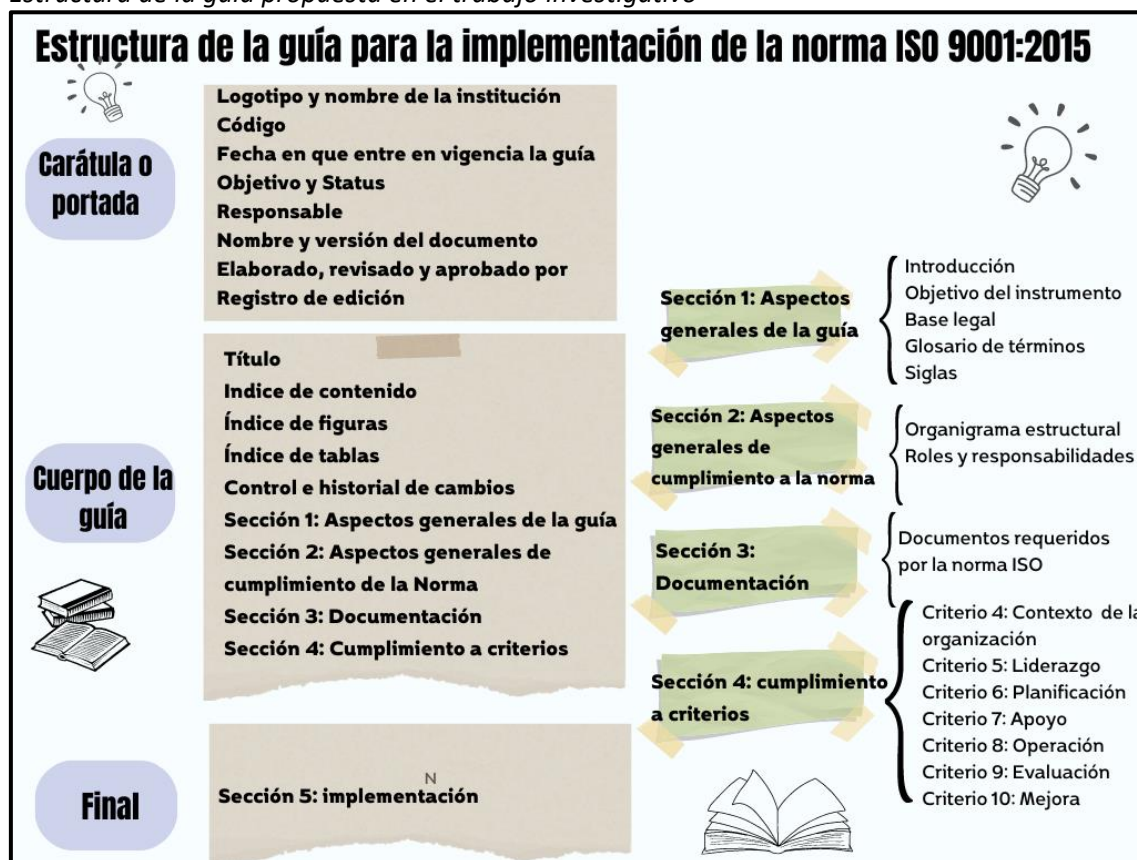 Estructura de la guía propuesta en el trabajo investigativo
Estructura de la guía para la implementación de la norma ISO 9001:2015
Carátula o
portada
Logotipo y nombre de la institución
Código
Fecha en que entre en vigencia la guía
Objetivo y Status
Responsable
Nombre y versión del documento
Elaborado, revisado y aprobado por
Registro de edición
Cuerpo de la
guía
Título
Indice de contenido
Índice de figuras
Índice de tablas
Control e historial de cambios
Sección 1: Aspectos generales de la guía
Sección 2: Aspectos generales de
cumplimiento de la Norma
Sección 3: Documentación
Sección 4: Cumplimiento a criterios
Final
N
Sección 5: implementación
Sección 1: Aspectos
generales de la guía
Introducción
Objetivo del instrumento
Base legal
Glosario de términos
Siglas
Sección 2: Aspectos
generales de
cumplimiento a la norma
Organigrama estructural
Roles y responsabilidades
Sección 3:
Documentación
Documentos requeridos
por la norma ISO
Sección 4: cumplimiento
a criterios
Criterio 4: Contexto de la
organización
Criterio 5: Liderazgo
Criterio 6: Planificación
Criterio 7: Apoyo
Criterio 8: Operación
Criterio 9: Evaluación
Criterio 10: Mejora